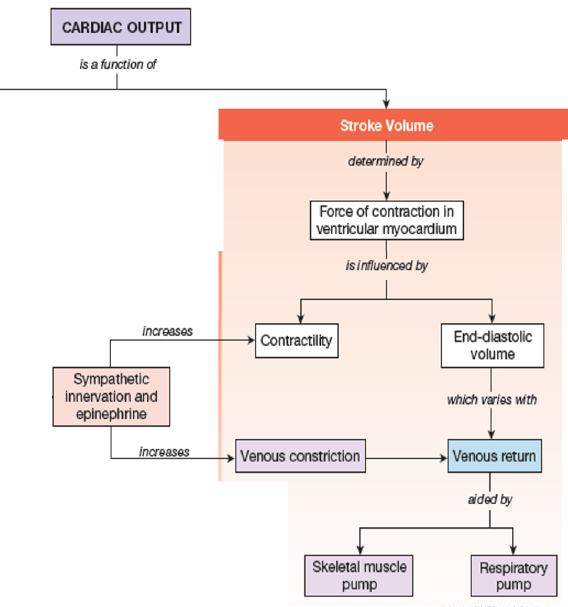 CARDIAC OUTPUT
is a function of
Stroke Volume
determined by
Force of contraction in
ventricular myocardium
is influenced by
increases
Contractility
End-diastolic
volume
Sympathetic
innervation and
epinephrine
which varies with
increases
Venous constriction
Venous return
aided by
Skeletal muscle
pump
Respiratory
pump